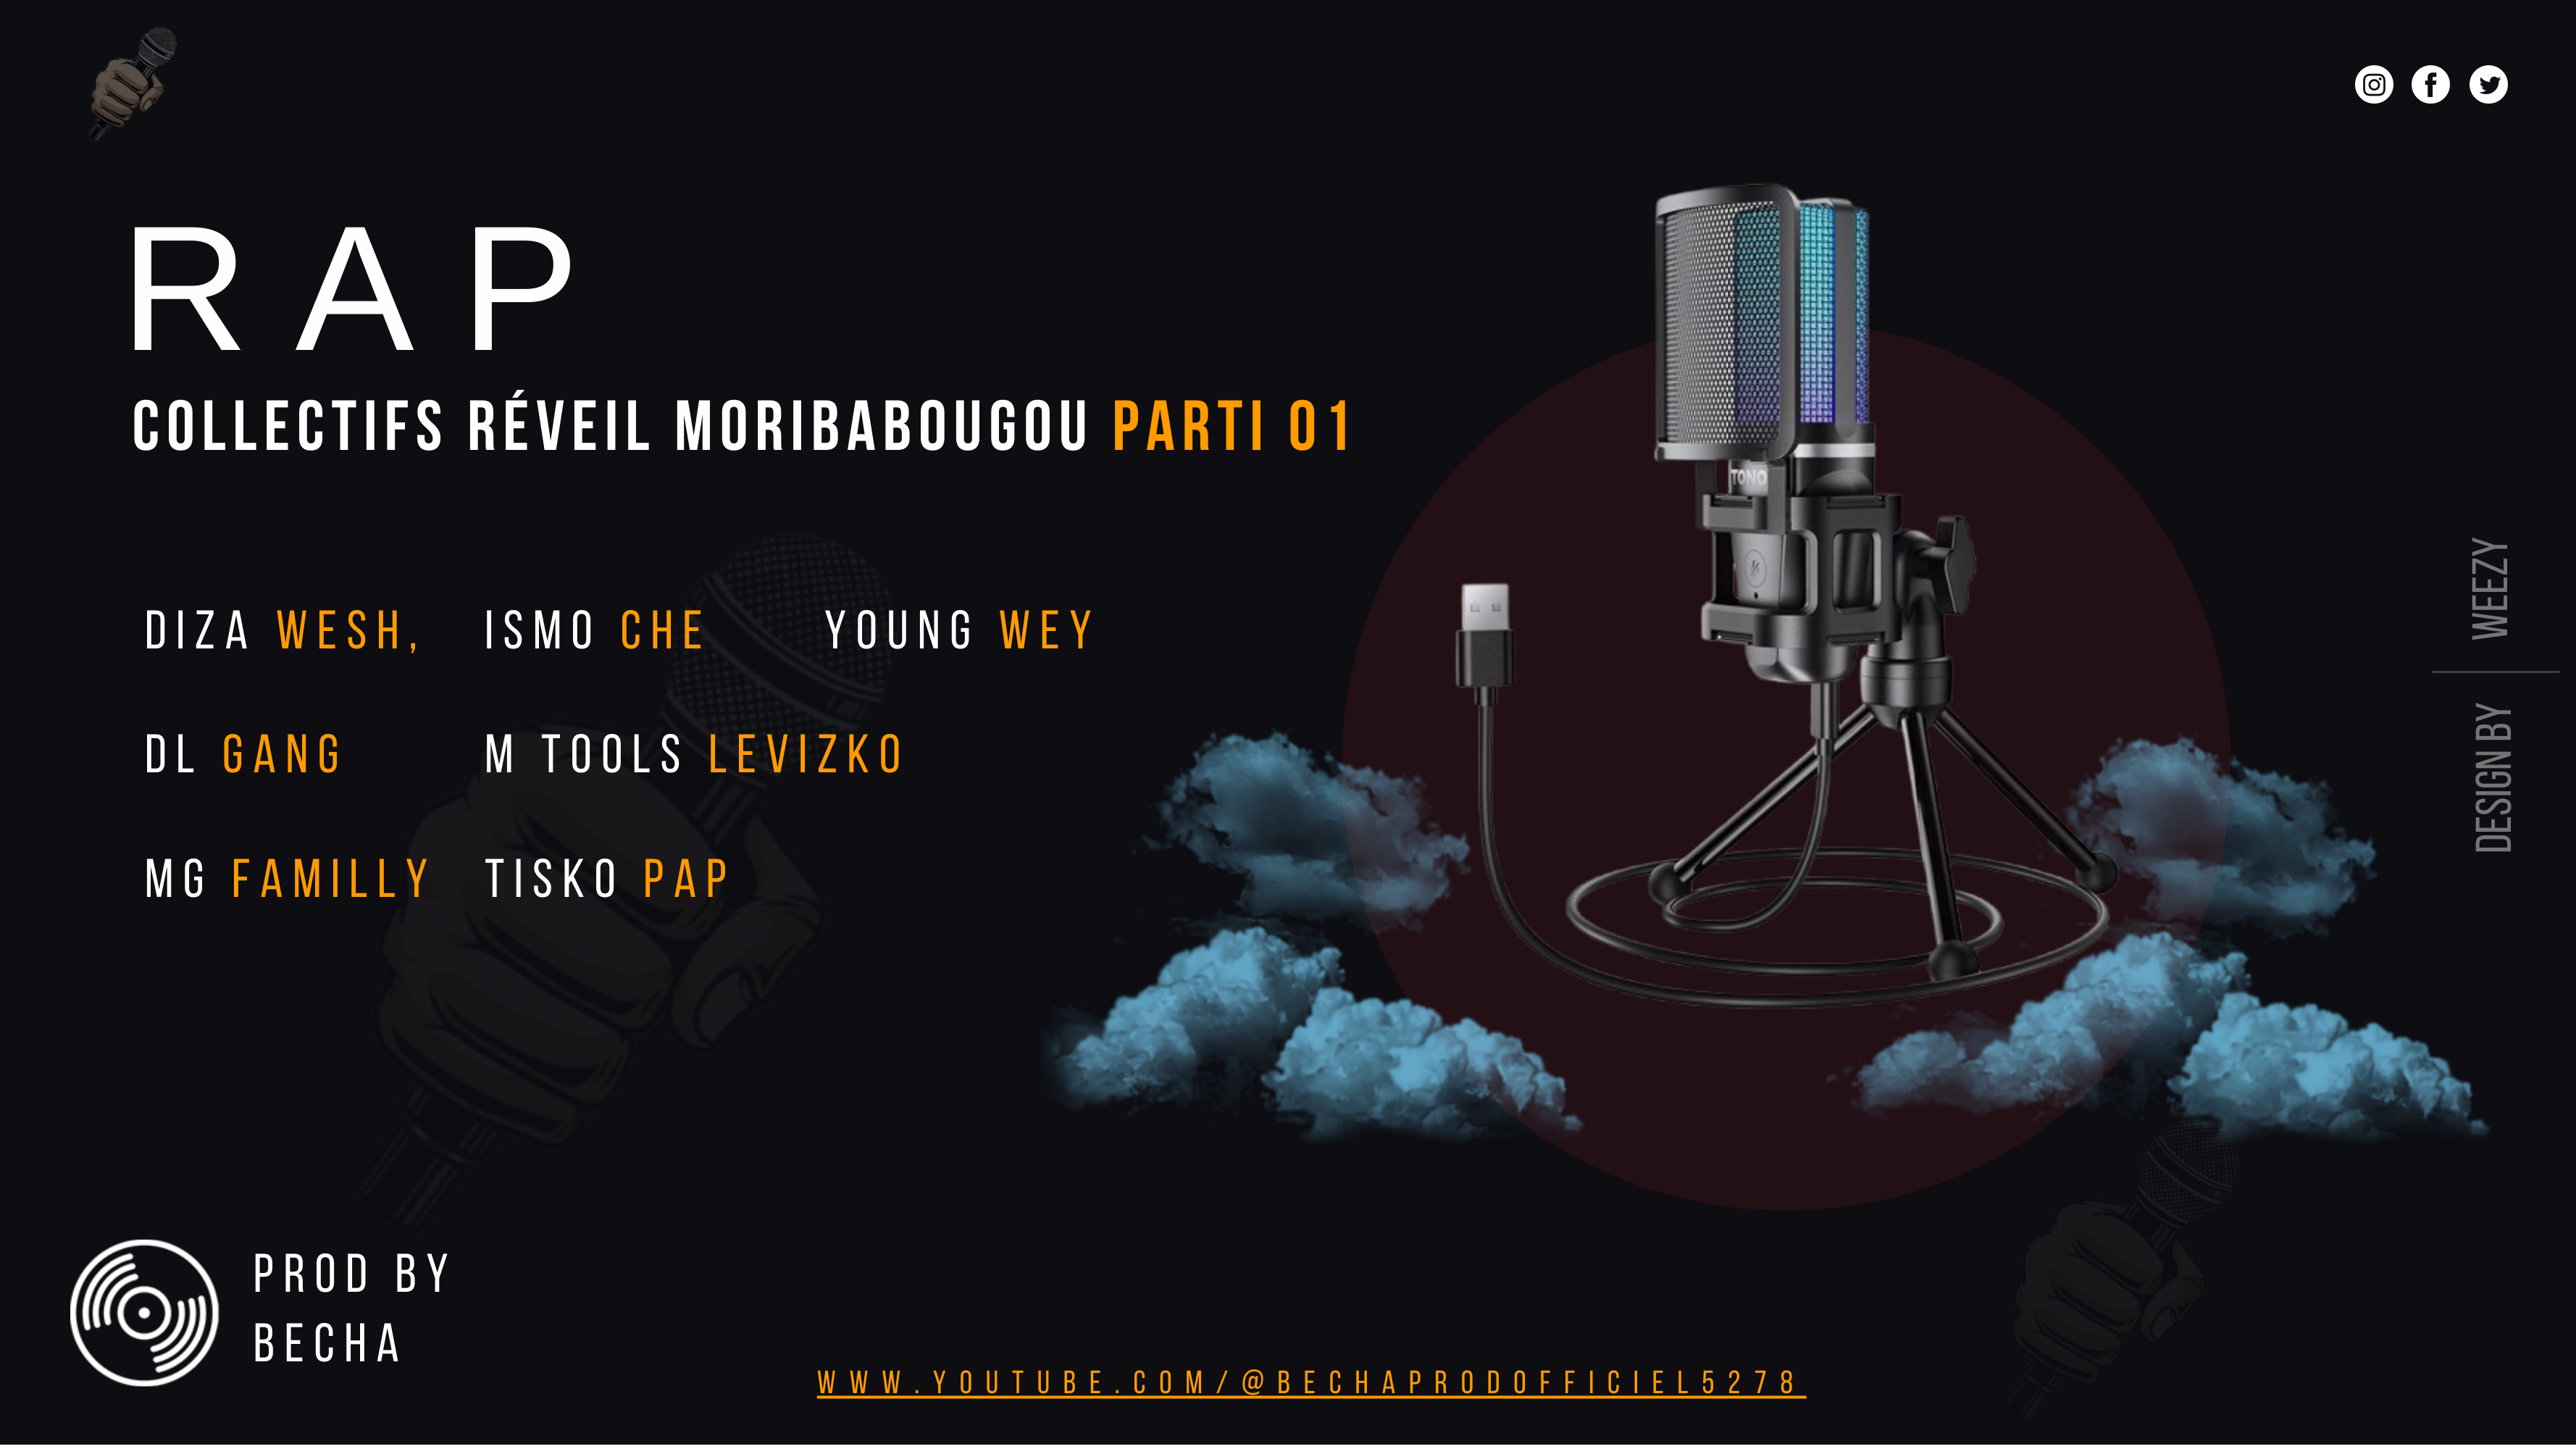 RAP
COLLECTIFS RÉVEIL MORIBABOUGOU PARTI 01
TONO
DIZA WESH, ISMO CHE YOUNG WEY
DL GANG M TOOLS LEVIZKO
MG FAMILLY TISKO PAP
DESIGN BY WEEZY
PROD BY
BECHA
WWW.YOUTUBE.COM/@BECHAPRODOFFICIEL5278